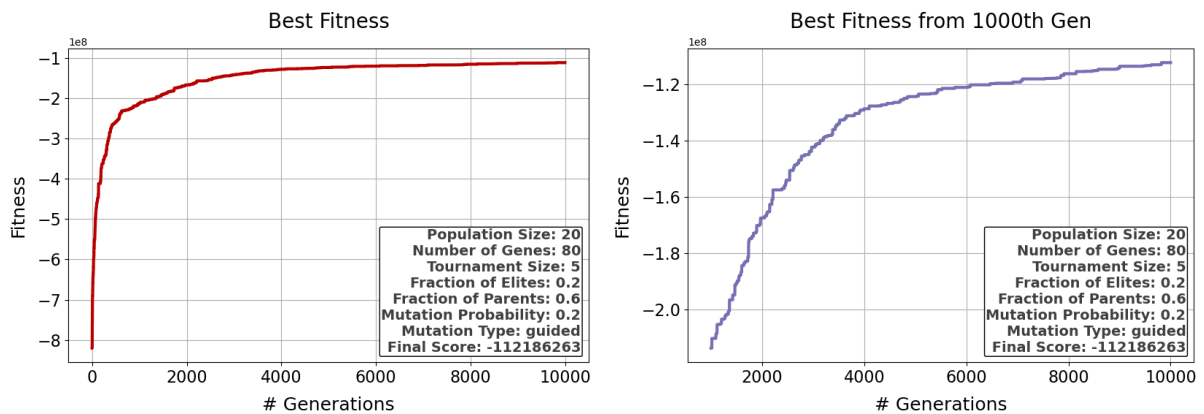 Best Fitness
1e8
−1
−2
−3
−4
−5
−6
−7
−8
Fitness
Population Size: 20
Number of Genes: 80
Tournament Size: 5
Fraction of Elites: 0.2
Fraction of Parents: 0.6
Mutation Probability: 0.2
Mutation Type: guided
Final Score: -112186263
0 2000 4000 6000 8000 10000
# Generations
Best Fitness from 1000th Gen
1e8
−1.2
−1.4
−1.6
−1.8
−2.0
Fitness
Population Size: 20
Number of Genes: 80
Tournament Size: 5
Fraction of Elites: 0.2
Fraction of Parents: 0.6
Mutation Probability: 0.2
Mutation Type: guided
Final Score: -112186263
2000 4000 6000 8000 10000
# Generations